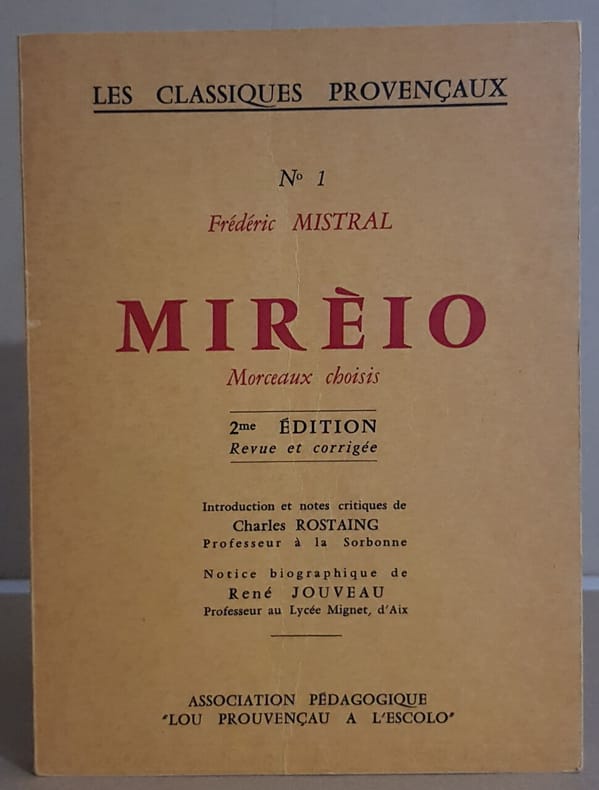 LES CLASSIQUES PROVENÇAUX
Nº 1
Frédéric MISTRAL
MIRÈIO
Morceaux choisis
2me ÉDITION
Revue et corrigée
Introduction et notes critiques de
Charles ROSTAING
Professeur à la Sorbonne
Notice biographique de
René JOUVEAU
Professeur au Lycée Mignet, d'Aix
ASSOCIATION PÉDAGOGIQUE
"LOU PROUVENÇAU A L'ESCOLO"